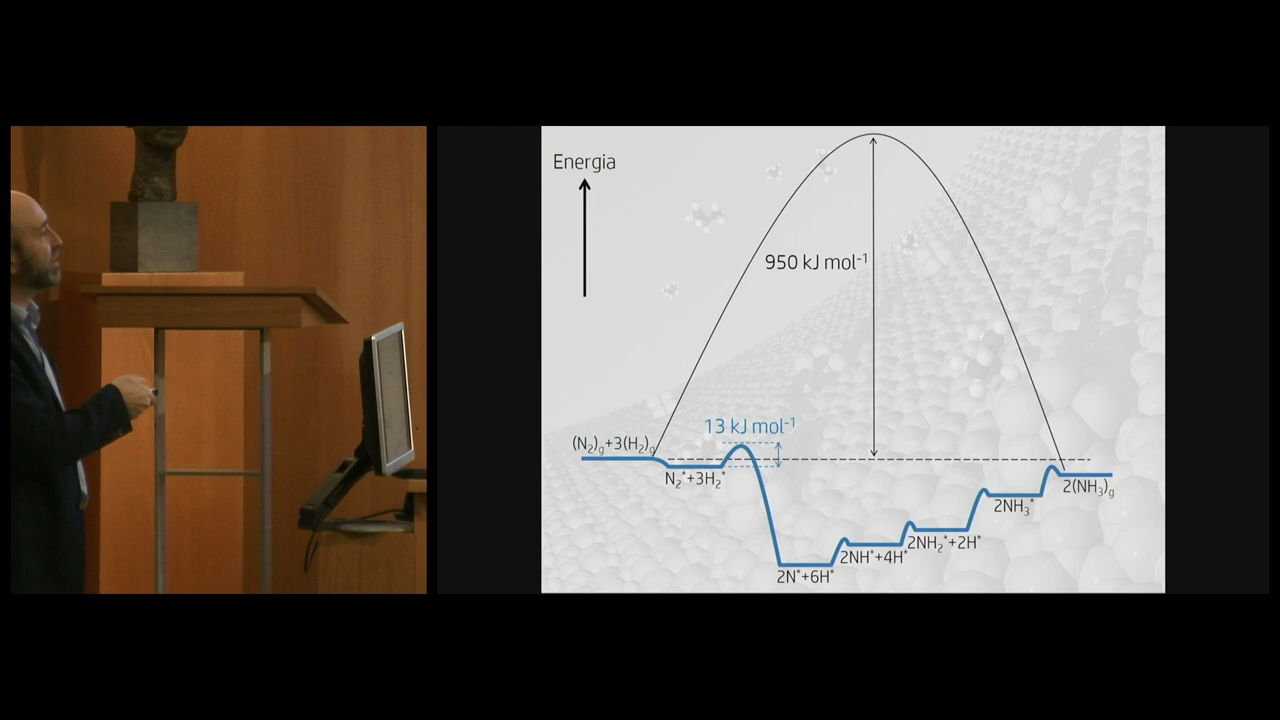 Energia
950 kJ mol⁻¹
13 kJ mol⁻¹
(N₂)g+3(H₂)g
N₂*+3H₂*
2N*+6H*
2NH*+4H*
2NH₂*+2H*
2NH₃*
2(NH₃)g